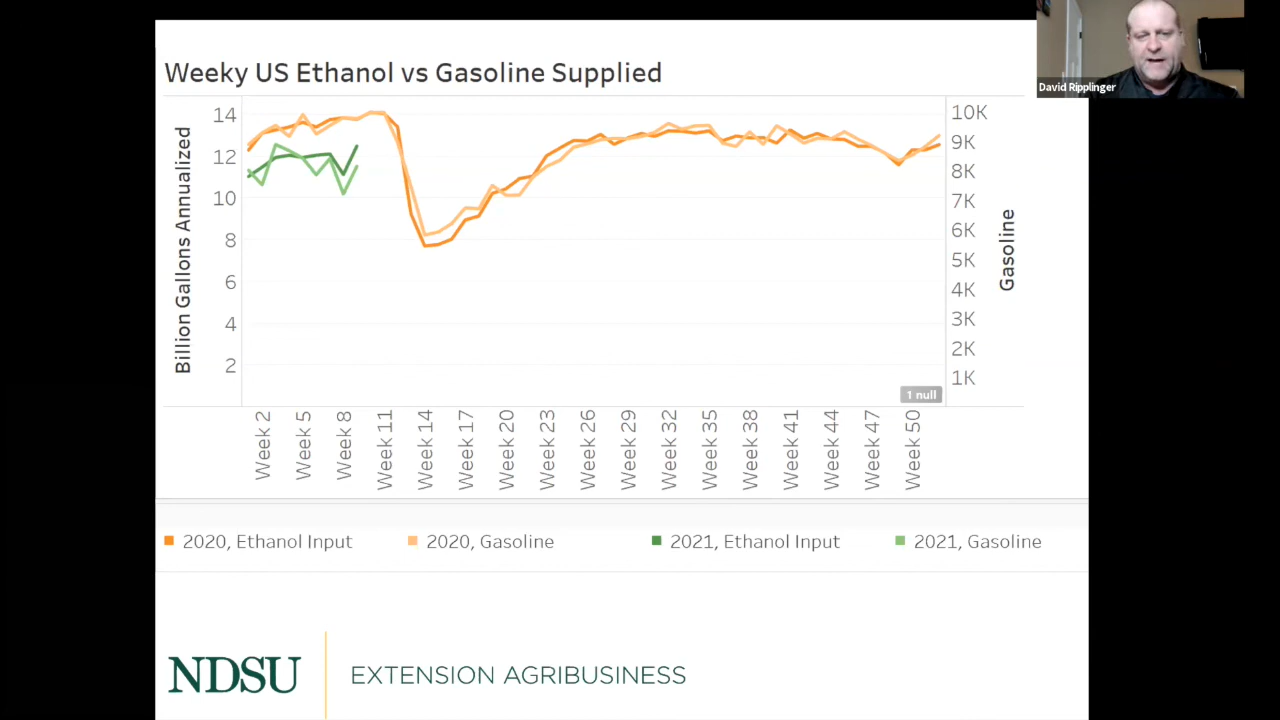 David Ripplinger
Weeky US Ethanol vs Gasoline Supplied
Billion Gallons Annualized
14
12
10
8
6
4
2
10K
9K
8K
7K
6K
5K
4K
3K
2K
1K
Gasoline
1 null
Week 2
Week 5
Week 8
Week 11
Week 14
Week 17
Week 20
Week 23
Week 26
Week 29
Week 32
Week 35
Week 38
Week 41
Week 44
Week 47
Week 50
2020, Ethanol Input
2020, Gasoline
2021, Ethanol Input
2021, Gasoline
NDSU
EXTENSION AGRIBUSINESS